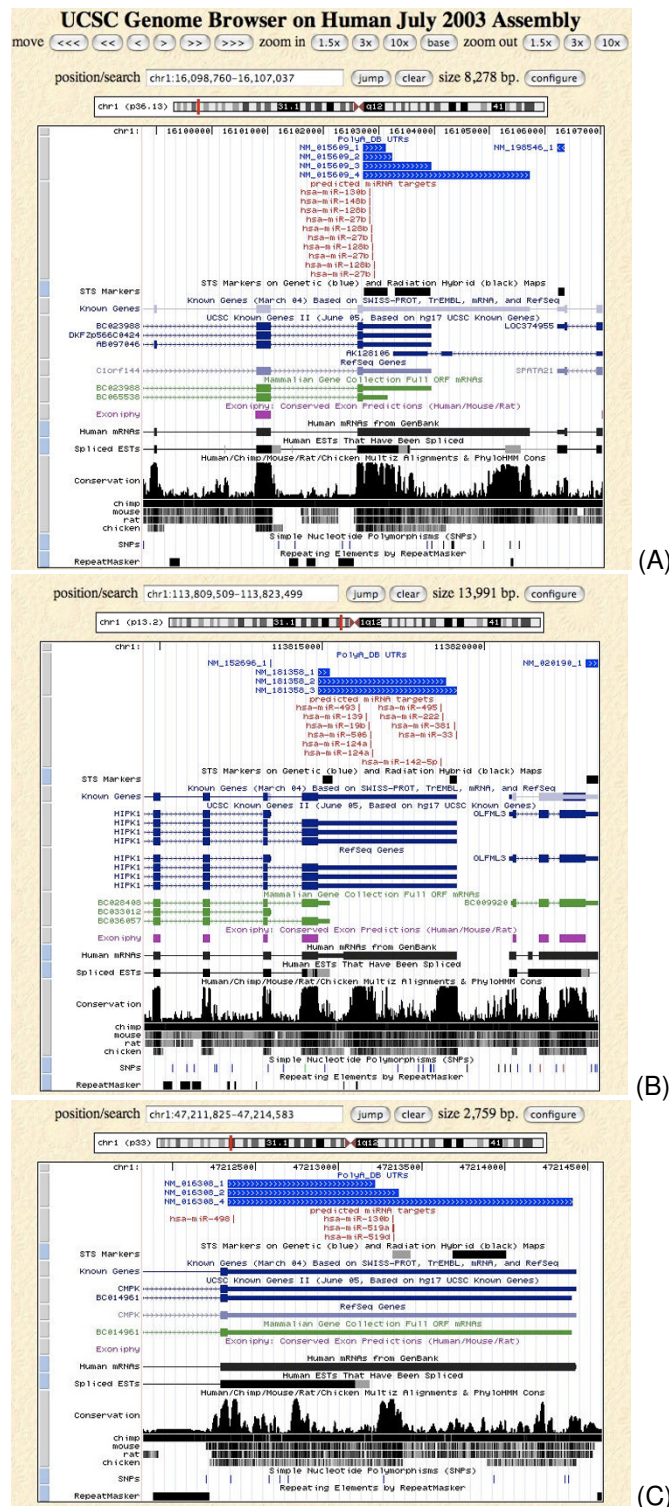 UCSC Genome Browser on Human July 2003 Assembly
move <<< << < > >> >>> zoom in 1.5x 3x 10x base zoom out 1.5x 3x 10x
position/search chr1:16,098,760-16,107,037 jump clear size 8,278 bp. configure
chr1 (p36.13) 31.1 1q12 41
chr1: 16100000 16101000 16102000 16103000 16104000 16105000 16106000 16107000
PolyA_DB UTRs
NM_015609_1 NM_198546_1
NM_015609_2
NM_015609_3
NM_015609_4
predicted miRNA targets
hsa-miR-130b
hsa-miR-148b
hsa-miR-128b
hsa-miR-27b
hsa-miR-128b
hsa-miR-27b
hsa-miR-128b
hsa-miR-27b
hsa-miR-128b
hsa-miR-27b
STS Markers on Genetic (blue) and Radiation Hybrid (black) Maps
STS Markers
Known Genes (March 04) Based on SWISS-PROT, TrEMBL, mRNA, and RefSeq
Known Genes
UCSC Known Genes II (June 05, Based on hg17 UCSC Known Genes)
BC023988 LOC374955
DKFZp566C0424
AB097046
AK128106
RefSeq Genes
C1orf144 SPATA21
Mammalian Gene Collection Full ORF mRNAs
BC023988
BC065538
Exoniphy: Conserved Exon Predictions (Human/Mouse/Rat)
Exoniphy
Human mRNAs from GenBank
Human mRNAs
Human ESTs That Have Been Spliced
Spliced ESTs
Human/Chimp/Mouse/Rat/Chicken Multiz Alignments & PhyloHMM Cons
Conservation
chimp
mouse
rat
chicken
Simple Nucleotide Polymorphisms (SNPs)
SNPs
Repeating Elements by RepeatMasker
RepeatMasker
(A)
position/search chr1:113,809,509-113,823,499 jump clear size 13,991 bp. configure
chr1 (p13.2) 31.1 1q12 41
chr1: 113815000 113820000
PolyA_DB UTRs
NM_152696_1 NM_020190_1
NM_181358_1
NM_181358_2
NM_181358_3
predicted miRNA targets
hsa-miR-493 hsa-miR-495
hsa-miR-139 hsa-miR-222
hsa-miR-19b hsa-miR-381
hsa-miR-506 hsa-miR-33
hsa-miR-124a
hsa-miR-124a hsa-miR-142-5p
STS Markers on Genetic (blue) and Radiation Hybrid (black) Maps
STS Markers
Known Genes (March 04) Based on SWISS-PROT, TrEMBL, mRNA, and RefSeq
Known Genes
UCSC Known Genes II (June 05, Based on hg17 UCSC Known Genes)
HIPK1 OLFML3
HIPK1
HIPK1
HIPK1
RefSeq Genes
HIPK1 OLFML3
HIPK1
HIPK1
HIPK1
Mammalian Gene Collection Full ORF mRNAs
BC028408 BC009920
BC033012
BC036057
Exoniphy: Conserved Exon Predictions (Human/Mouse/Rat)
Exoniphy
Human mRNAs from GenBank
Human mRNAs
Human ESTs That Have Been Spliced
Spliced ESTs
Human/Chimp/Mouse/Rat/Chicken Multiz Alignments & PhyloHMM Cons
Conservation
chimp
mouse
rat
chicken
Simple Nucleotide Polymorphisms (SNPs)
SNPs
Repeating Elements by RepeatMasker
RepeatMasker
(B)
position/search chr1:47,211,825-47,214,583 jump clear size 2,759 bp. configure
chr1 (p33) 31.1 1q12 41
chr1: 47212500 47213000 47213500 47214000 47214500
PolyA_DB UTRs
NM_016308_1
NM_016308_2
NM_016308_4
predicted miRNA targets
hsa-miR-498 hsa-miR-130b
hsa-miR-519a
hsa-miR-519d
STS Markers on Genetic (blue) and Radiation Hybrid (black) Maps
STS Markers
Known Genes (March 04) Based on SWISS-PROT, TrEMBL, mRNA, and RefSeq
Known Genes
UCSC Known Genes II (June 05, Based on hg17 UCSC Known Genes)
CMPK
BC014961
RefSeq Genes
CMPK
Mammalian Gene Collection Full ORF mRNAs
BC014961
Exoniphy: Conserved Exon Predictions (Human/Mouse/Rat)
Exoniphy
Human mRNAs from GenBank
Human mRNAs
Human ESTs That Have Been Spliced
Spliced ESTs
Human/Chimp/Mouse/Rat/Chicken Multiz Alignments & PhyloHMM Cons
Conservation
chimp
mouse
rat
chicken
Simple Nucleotide Polymorphisms (SNPs)
SNPs
Repeating Elements by RepeatMasker
RepeatMasker
(C)